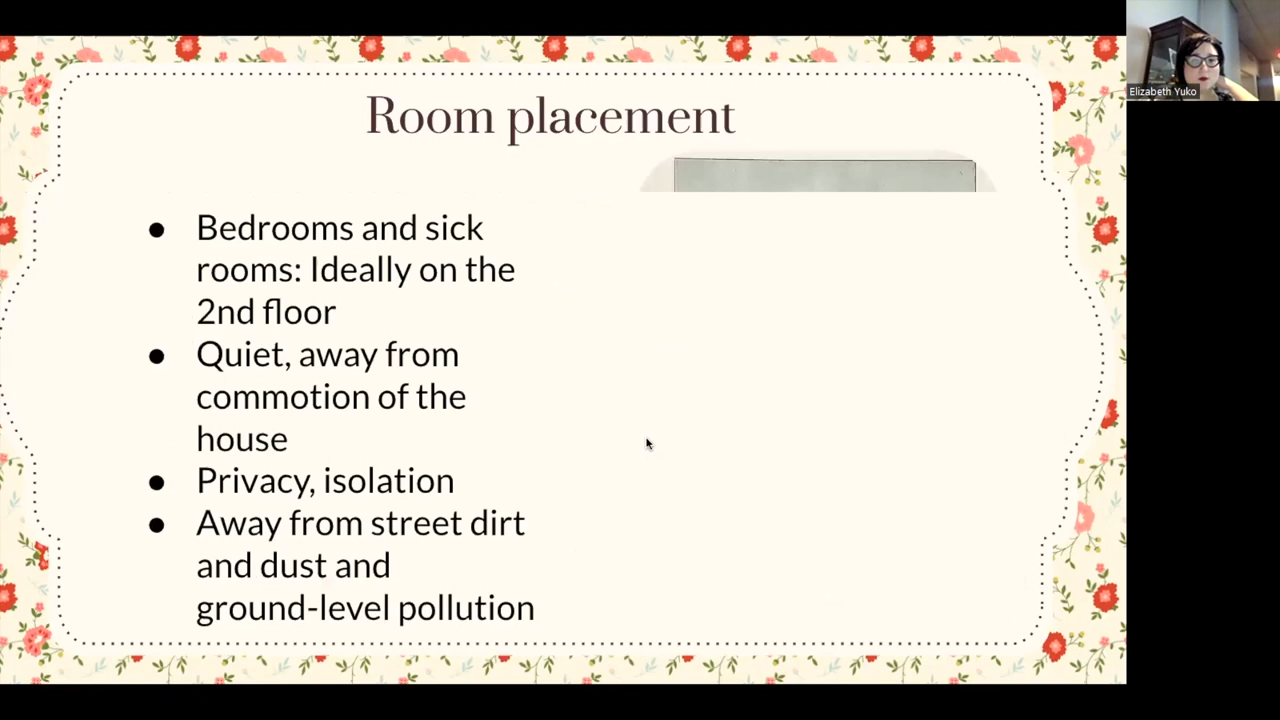 Room placement
● Bedrooms and sick
rooms: Ideally on the
2nd floor
● Quiet, away from
commotion of the
house
● Privacy, isolation
● Away from street dirt
and dust and
ground-level pollution
Elizabeth Yuko